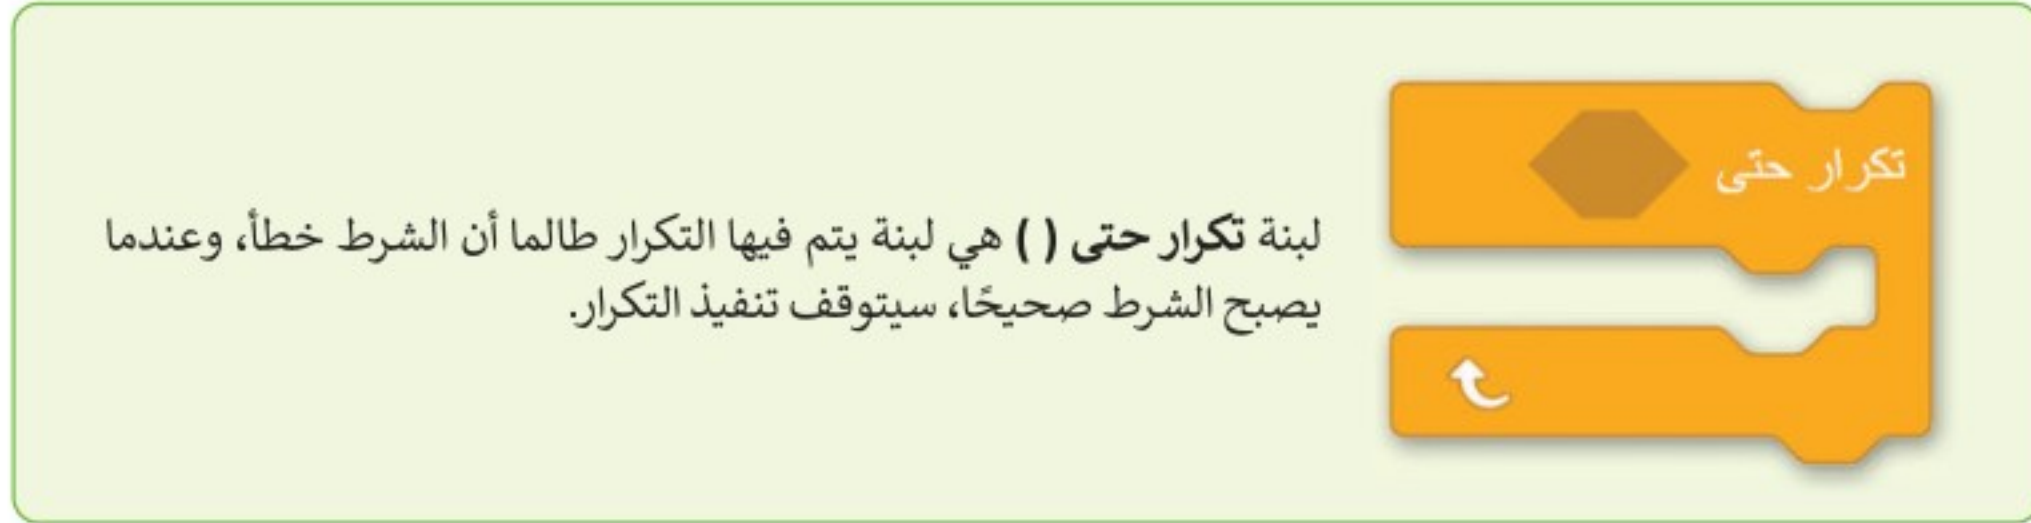 تكرار حتى
لبنة تكرار حتى ( ) هي لبنة يتم فيها التكرار طالما أن الشرط خطأ، وعندما
يصبح الشرط صحيحًا، سيتوقف تنفيذ التكرار.